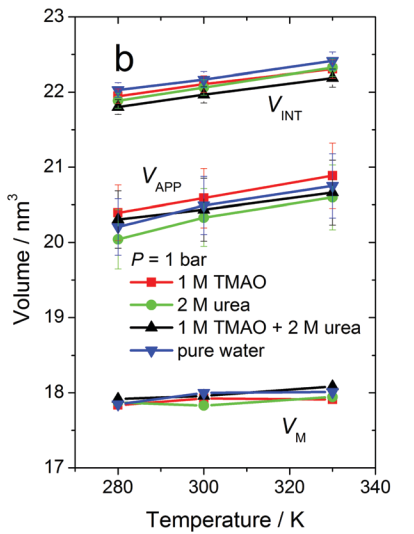 b
23
22
21
20
19
18
17
Volume / nm³
V_INT
V_APP
P = 1 bar
1 M TMAO
2 M urea
1 M TMAO + 2 M urea
pure water
V_M
280 300 320 340
Temperature / K